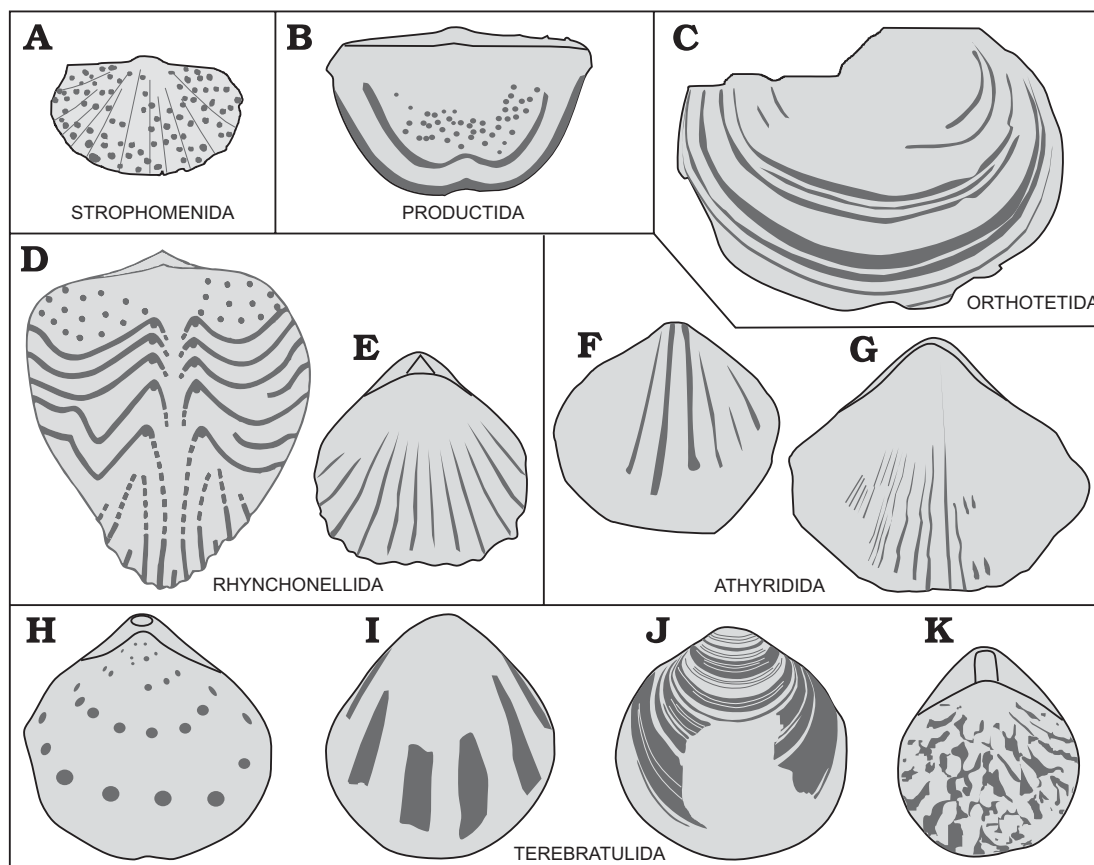 A
B
C
STROPHOMENIDA
PRODUCTIDA
ORTHOTETIDA
D
E
F
G
RHYNCHONELLIDA
ATHYRIDIDA
H
I
J
K
TEREBRATULIDA